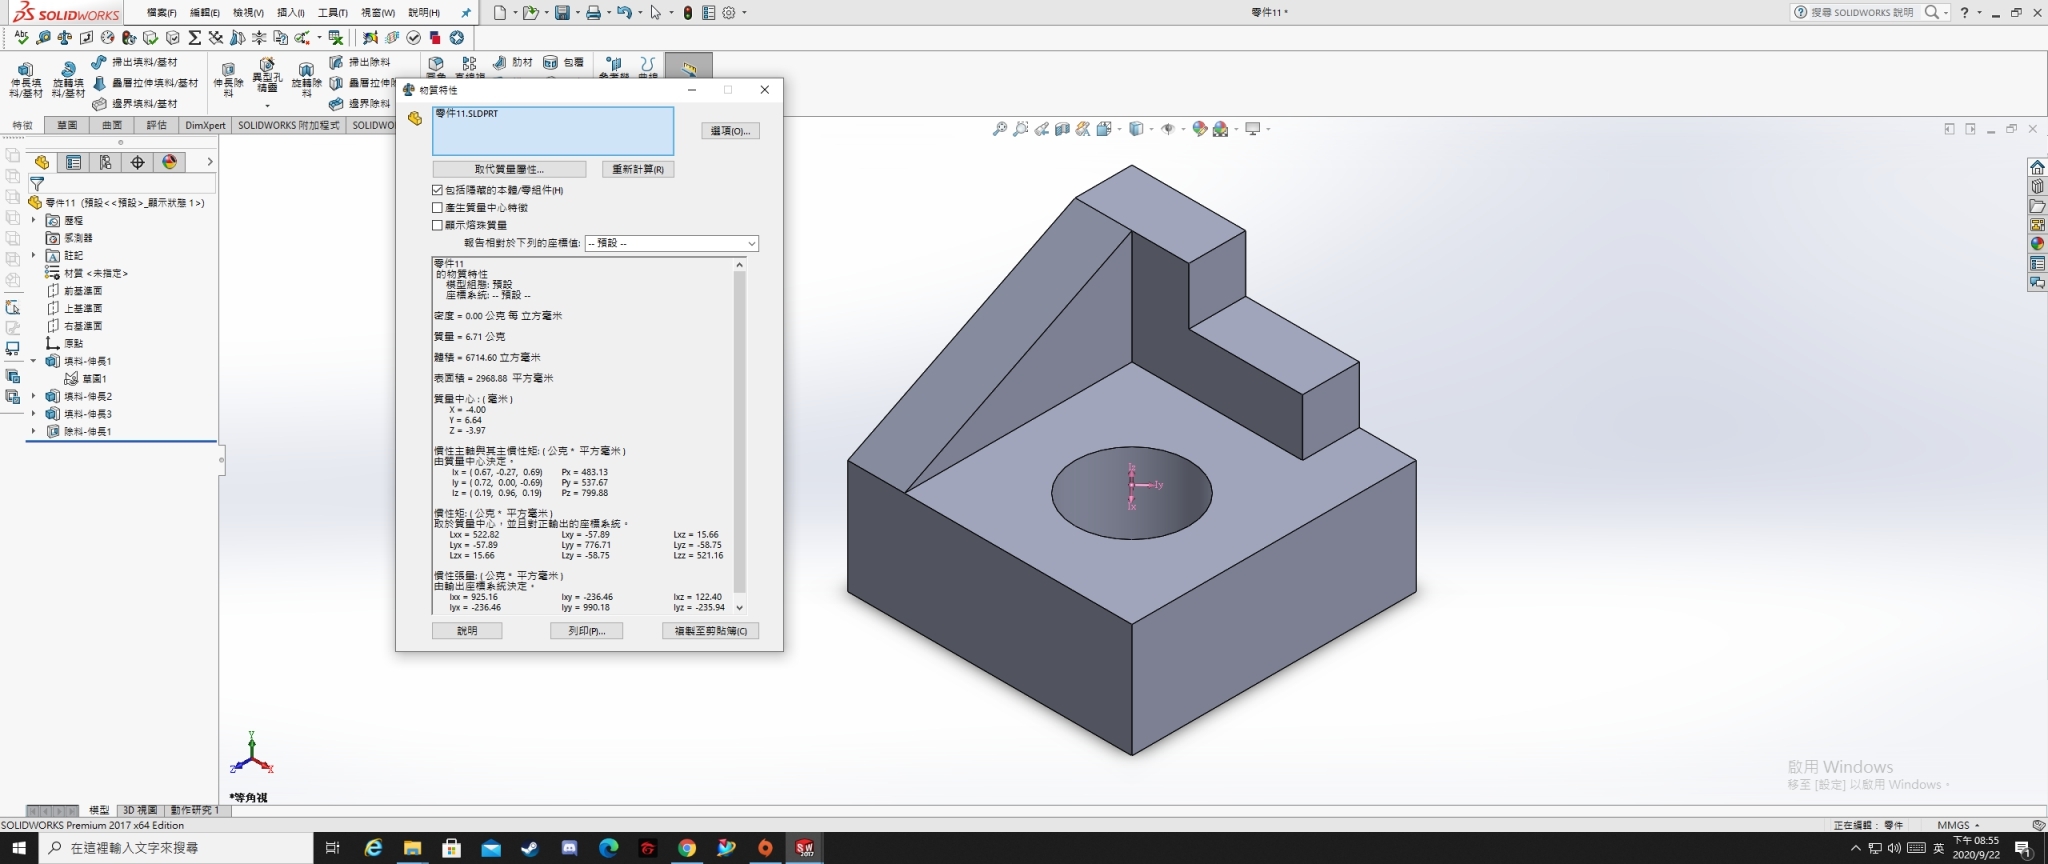 SOLIDWORKS
檔案(F) 編輯(E) 檢視(V) 插入(I) 工具(T) 視窗(W) 說明(H)
零件11 *
搜尋 SOLIDWORKS 說明
伸長填料/基材
旋轉填料/基材
掃出填料/基材
疊層拉伸填料/基材
邊界填料/基材
伸長除料
異型孔精靈
旋轉除料
掃出除料
疊層拉伸除
邊界除料
肋材
包覆
特徵 草圖 曲面 評估 DimXpert SOLIDWORKS 附加程式 SOLIDWO
零件11 (預設<<預設>_顯示狀態 1>)
歷程
感測器
註記
材質 <未指定>
前基準面
上基準面
右基準面
原點
填料-伸長1
草圖1
填料-伸長2
填料-伸長3
除料-伸長1
物質特性
零件11.SLDPRT
選項(O)...
取代質量屬性... 重新計算(R)
包括隱藏的本體/零組件(H)
產生質量中心特徵
顯示熔珠質量
報告相對於下列的座標值: -- 預設 --
零件11
的物質特性
模型組態: 預設
座標系統: -- 預設 --
密度 = 0.00 公克 每 立方毫米
質量 = 6.71 公克
體積 = 6714.60 立方毫米
表面積 = 2968.88 平方毫米
質量中心 : ( 毫米 )
X = -4.00
Y = 6.64
Z = -3.97
慣性主軸與其主慣性矩: ( 公克 * 平方毫米 )
由質量中心決定。
Ix = ( 0.67, -0.27, 0.69) Px = 483.13
Iy = ( 0.72, 0.00, -0.69) Py = 537.67
Iz = ( 0.19, 0.96, 0.19) Pz = 799.88
慣性矩: ( 公克 * 平方毫米 )
取於質量中心，並且對正輸出的座標系統。
Lxx = 522.82 Lxy = -57.89 Lxz = 15.66
Lyx = -57.89 Lyy = 776.71 Lyz = -58.75
Lzx = 15.66 Lzy = -58.75 Lzz = 521.16
慣性張量: ( 公克 * 平方毫米 )
由輸出座標系統決定。
Ixx = 925.16 Ixy = -236.46 Ixz = 122.40
Iyx = -236.46 Iyy = 990.18 Iyz = -235.94
說明 列印(P)... 複製至剪貼簿(C)
Iz
Iy
Ix
Y
Z
X
*等角視
啟用 Windows
移至 [設定] 以啟用 Windows。
模型 3D 視圖 動作研究 1
SOLIDWORKS Premium 2017 x64 Edition
正在編輯： 零件 MMGS
在這裡輸入文字來搜尋
英
下午 08:55
2020/9/22